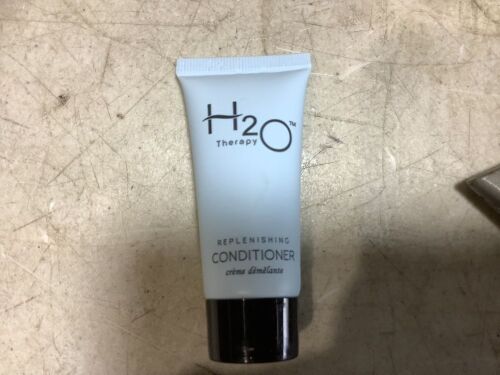 H2O™
Therapy
REPLENISHING
CONDITIONER
crème démêlante